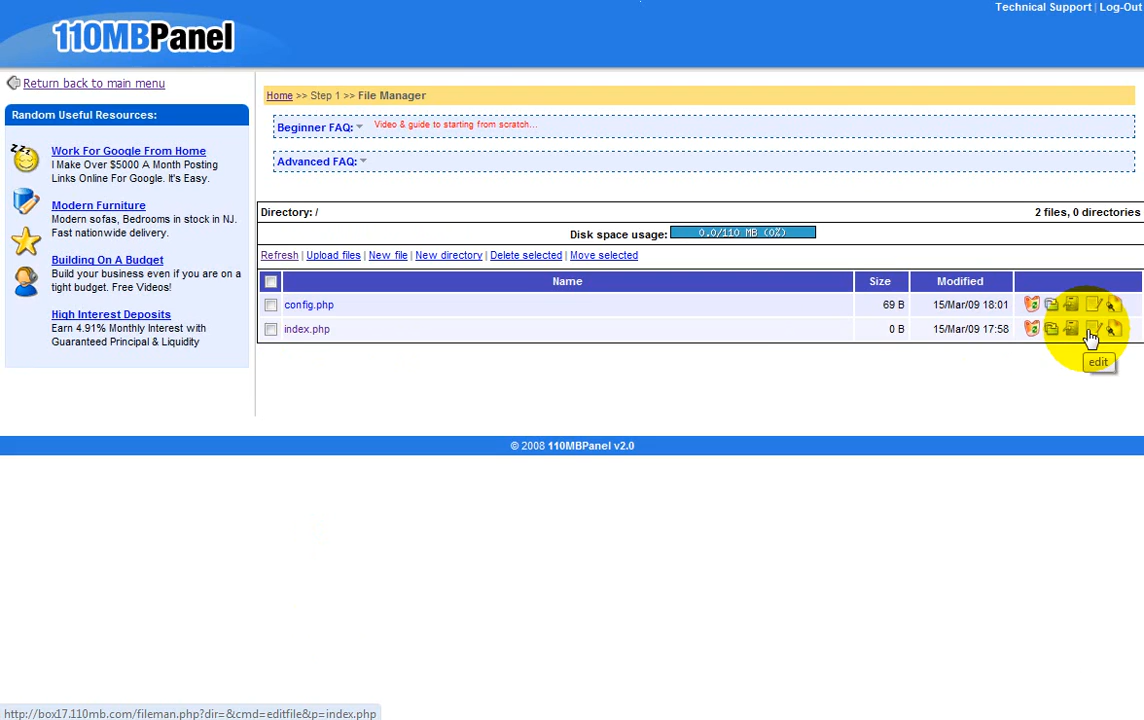 Technical Support | Log-Out
110MBPanel
Return back to main menu
Random Useful Resources:
Work For Google From Home
I Make Over $5000 A Month Posting
Links Online For Google. It's Easy.
Modern Furniture
Modern sofas, Bedrooms in stock in NJ.
Fast nationwide delivery.
Building On A Budget
Build your business even if you are on a
tight budget. Free Videos!
High Interest Deposits
Earn 4.91% Monthly Interest with
Guaranteed Principal & Liquidity
Home >> Step 1 >> File Manager
Beginner FAQ: Video & guide to starting from scratch...
Advanced FAQ:
Directory: / 2 files, 0 directories
Disk space usage: 0.0/110 MB (0%)
Refresh | Upload files | New file | New directory | Delete selected | Move selected
Name Size Modified
config.php 69 B 15/Mar/09 18:01
index.php 0 B 15/Mar/09 17:58
edit
© 2008 110MBPanel v2.0
http://box17.110mb.com/fileman.php?dir=&cmd=editfile&p=index.php